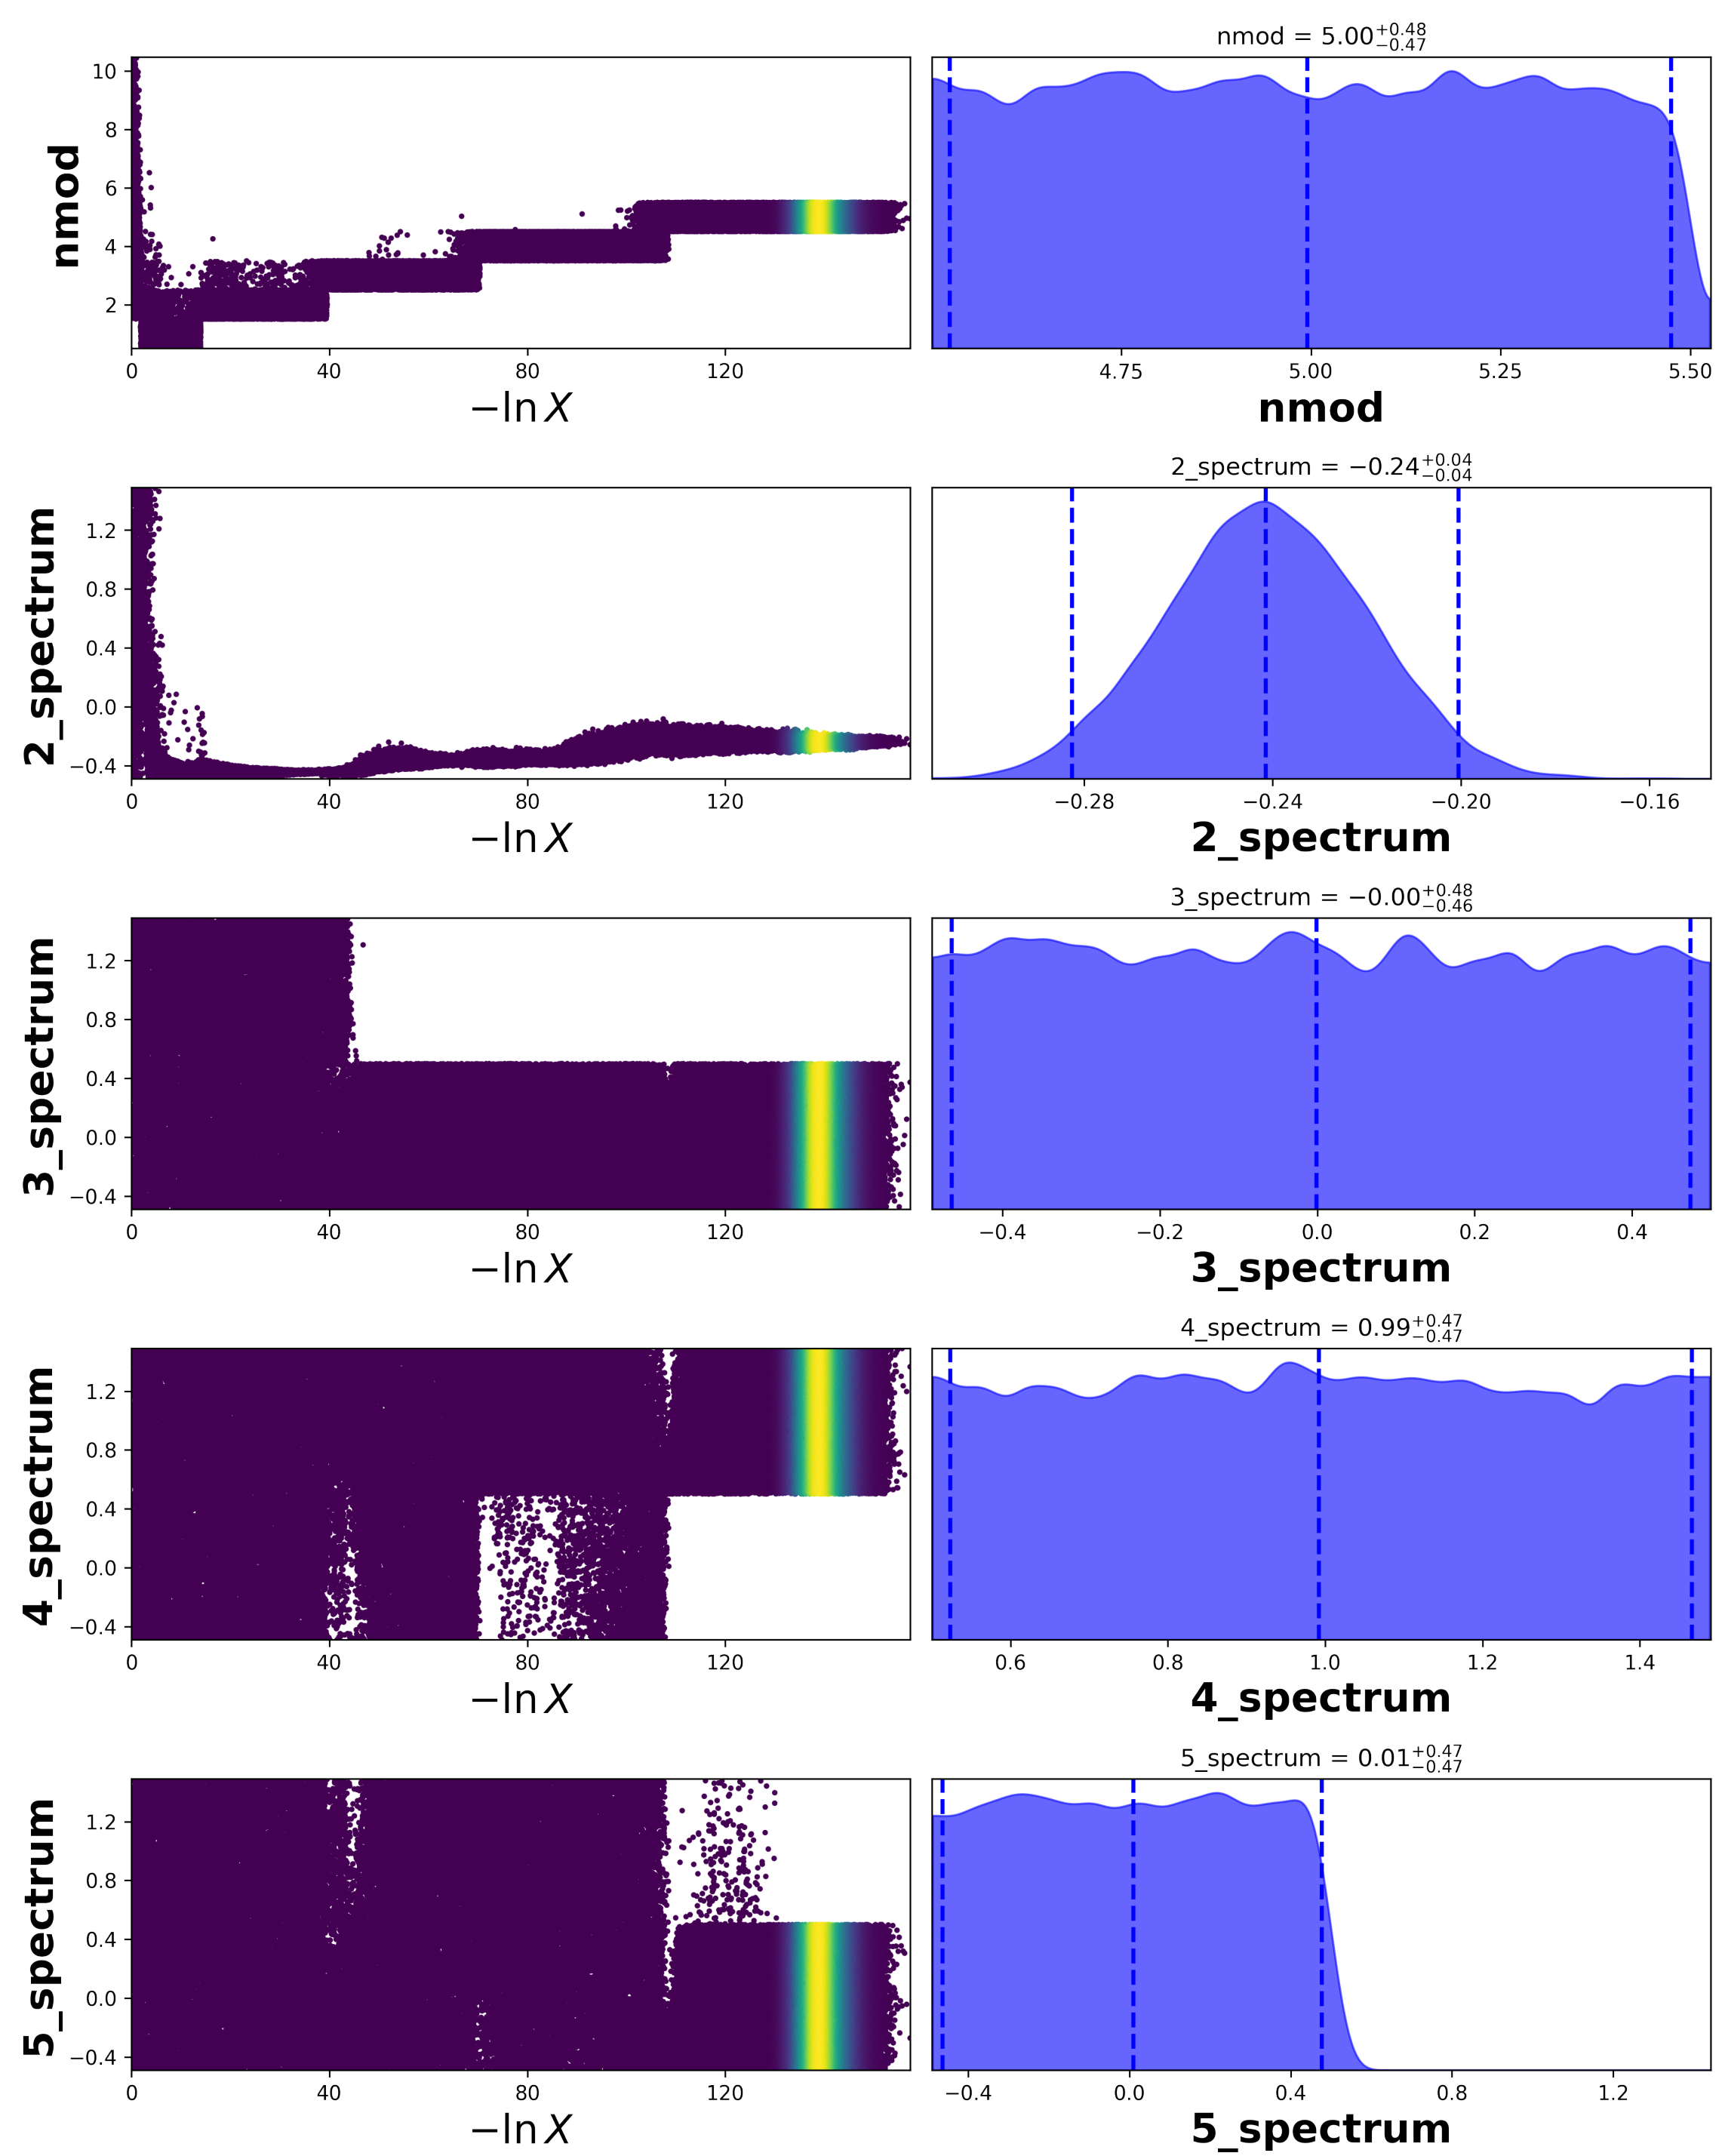 nmod = 5.00 +0.48 −0.47
10
8
6
4
2
nmod
0 40 80 120
−ln X
4.75 5.00 5.25 5.50
nmod
2_spectrum = −0.24 +0.04 −0.04
1.2
0.8
0.4
0.0
−0.4
2_spectrum
0 40 80 120
−ln X
−0.28 −0.24 −0.20 −0.16
2_spectrum
3_spectrum = −0.00 +0.48 −0.46
1.2
0.8
0.4
0.0
−0.4
3_spectrum
0 40 80 120
−ln X
−0.4 −0.2 0.0 0.2 0.4
3_spectrum
4_spectrum = 0.99 +0.47 −0.47
1.2
0.8
0.4
0.0
−0.4
4_spectrum
0 40 80 120
−ln X
0.6 0.8 1.0 1.2 1.4
4_spectrum
5_spectrum = 0.01 +0.47 −0.47
1.2
0.8
0.4
0.0
−0.4
5_spectrum
0 40 80 120
−ln X
−0.4 0.0 0.4 0.8 1.2
5_spectrum